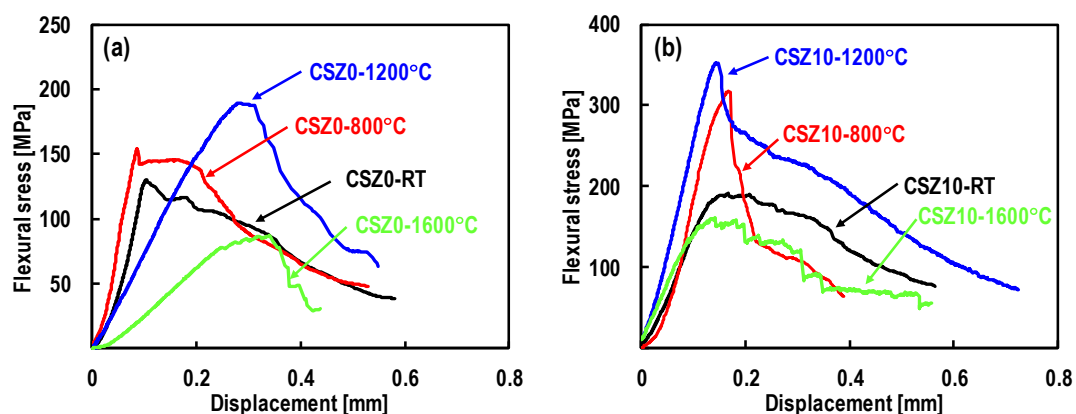 (a)
Flexural sress [MPa]
250
200
150
100
50
0
0.2
0.4
0.6
0.8
Displacement [mm]
CSZ0-1200°C
CSZ0-800°C
CSZ0-RT
CSZ0-1600°C
(b)
Flexural stress [MPa]
400
300
200
100
0
0.2
0.4
0.6
0.8
Displacement [mm]
CSZ10-1200°C
CSZ10-800°C
CSZ10-RT
CSZ10-1600°C